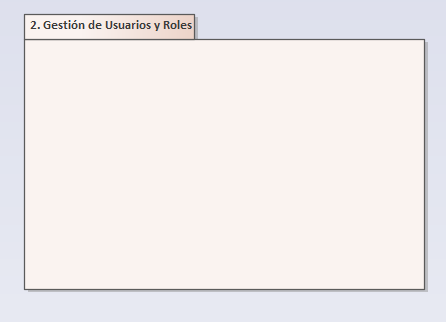 2. Gestión de Usuarios y Roles